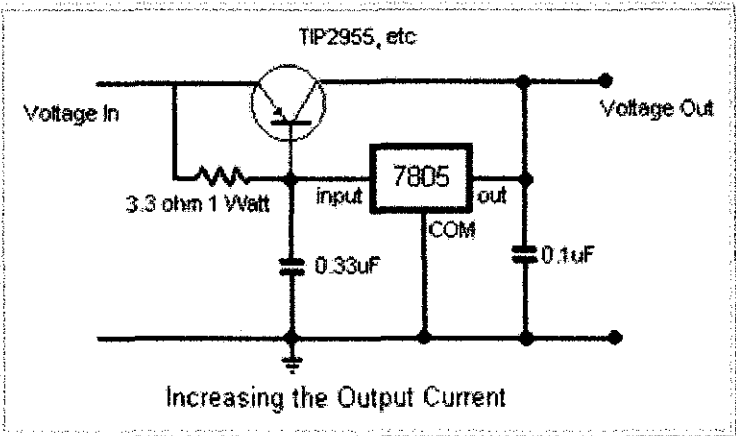 TIP2955, etc
Voltage In
Voltage Out
7805
input
out
3.3 ohm 1 Watt
COM
0.33uF
0.1uF
Increasing the Output Current